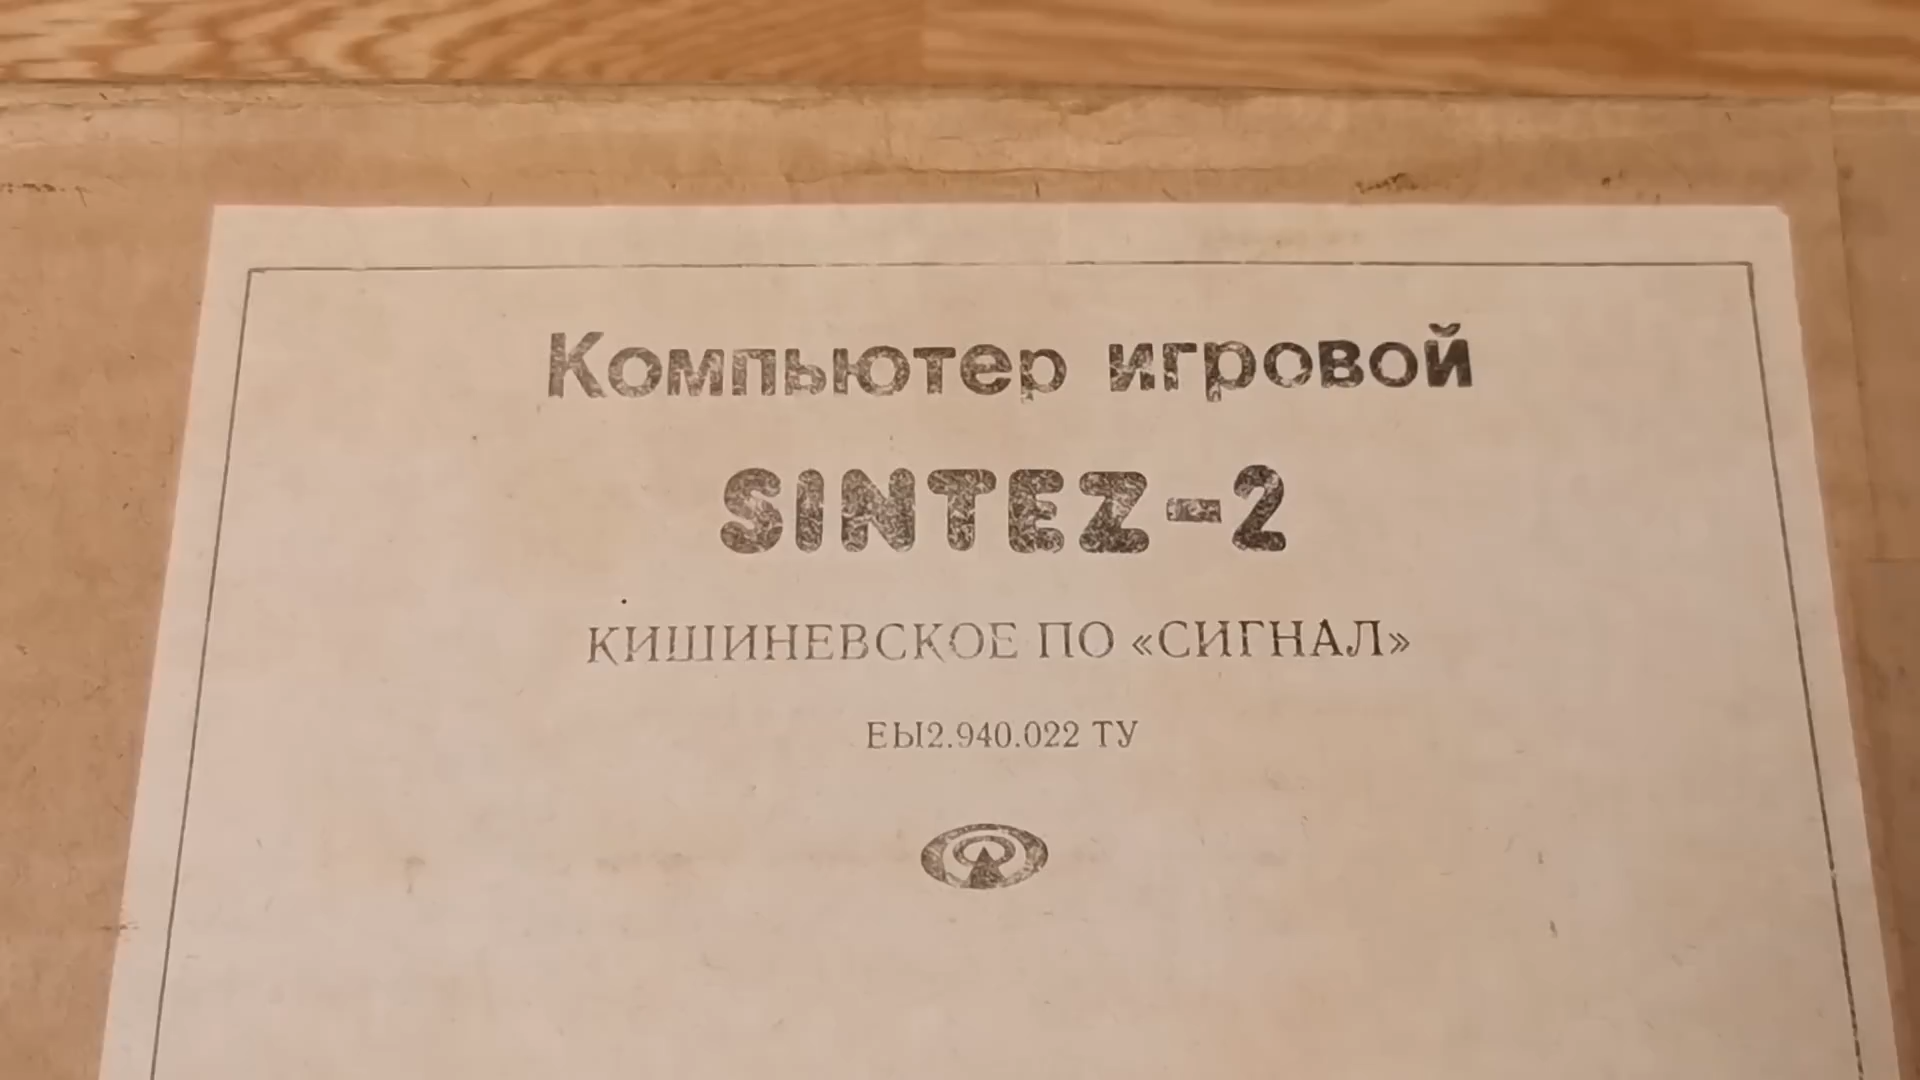 Компьютер игровой
SINTEZ-2
КИШИНЕВСКОЕ ПО «СИГНАЛ»
ЕЫ2.940.022 ТУ